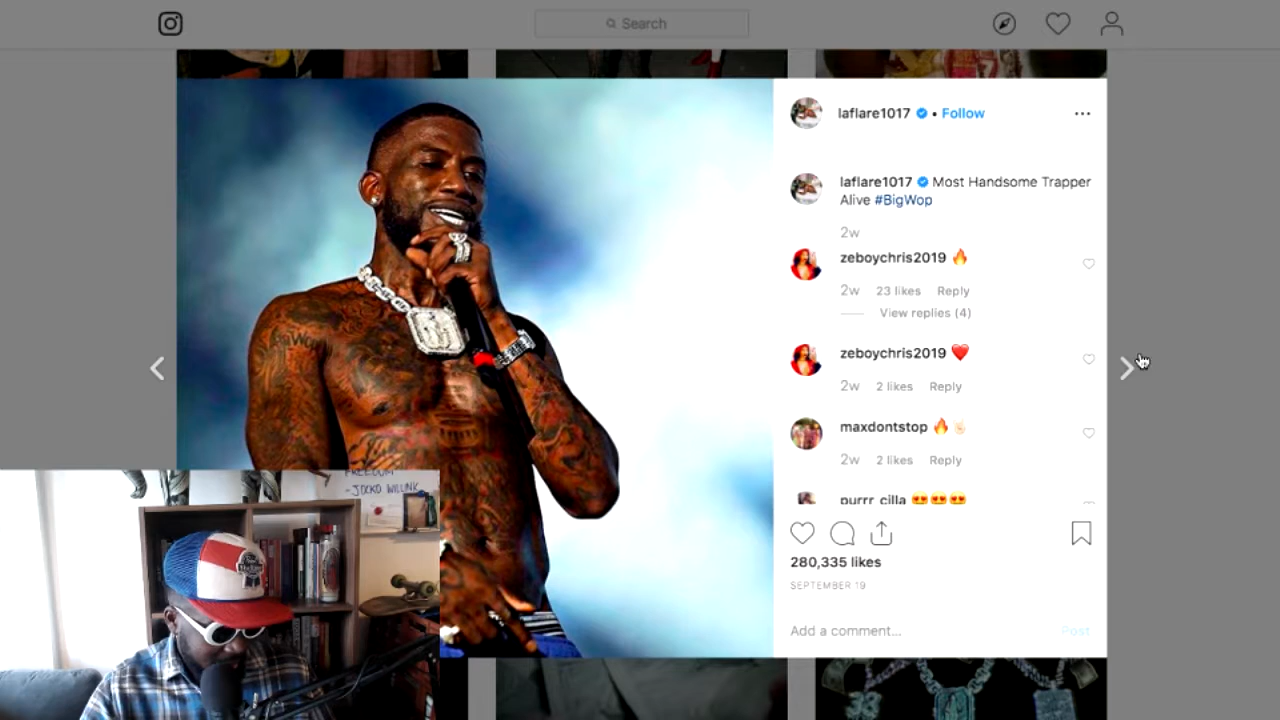 Search
laflare1017 • Follow
laflare1017 Most Handsome Trapper
Alive #BigWop
2w
zeboychris2019 🔥
2w 23 likes Reply
View replies (4)
zeboychris2019 ❤️
2w 2 likes Reply
maxdontstop 🔥✌🏻
2w 2 likes Reply
purrr_cilla 😍😍😍
280,335 likes
SEPTEMBER 19
Add a comment... Post
FREEDOM
-JOCKO WILLINK